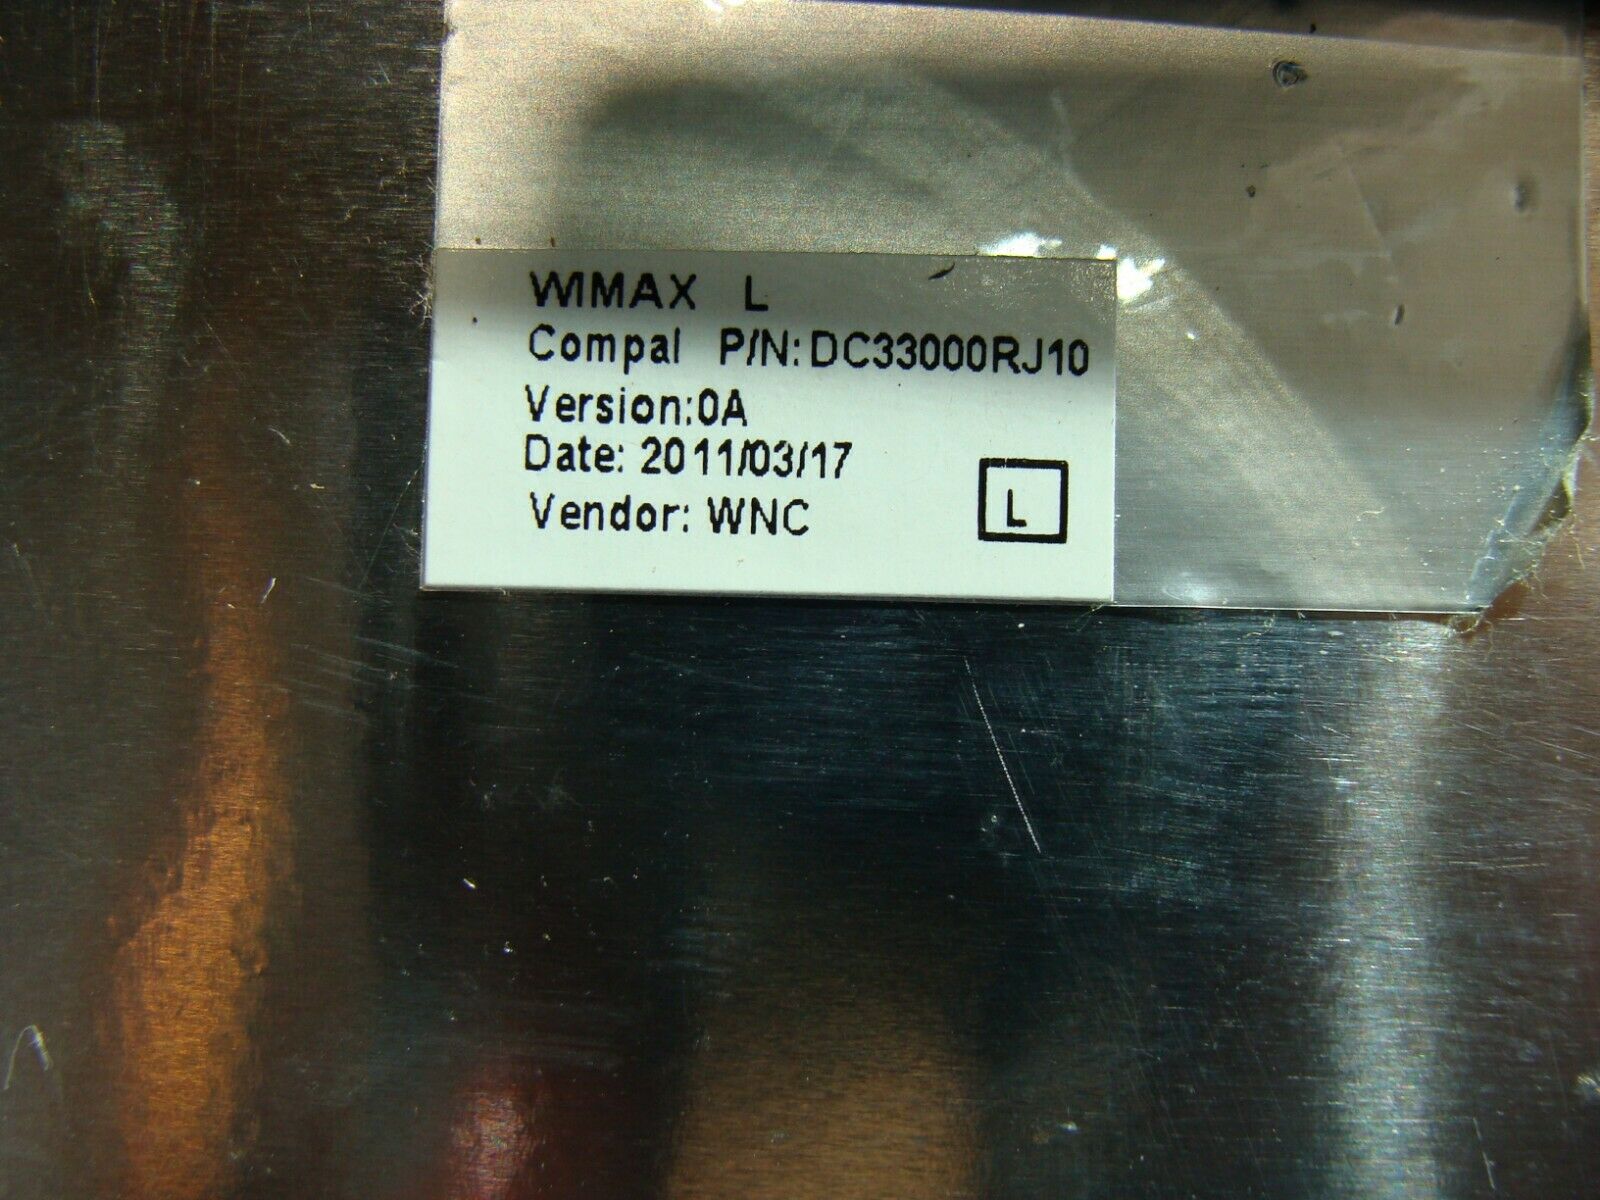 WIMAX L
Compal P/N:DC33000RJ10
Version:0A
Date: 2011/03/17
Vendor: WNC
L